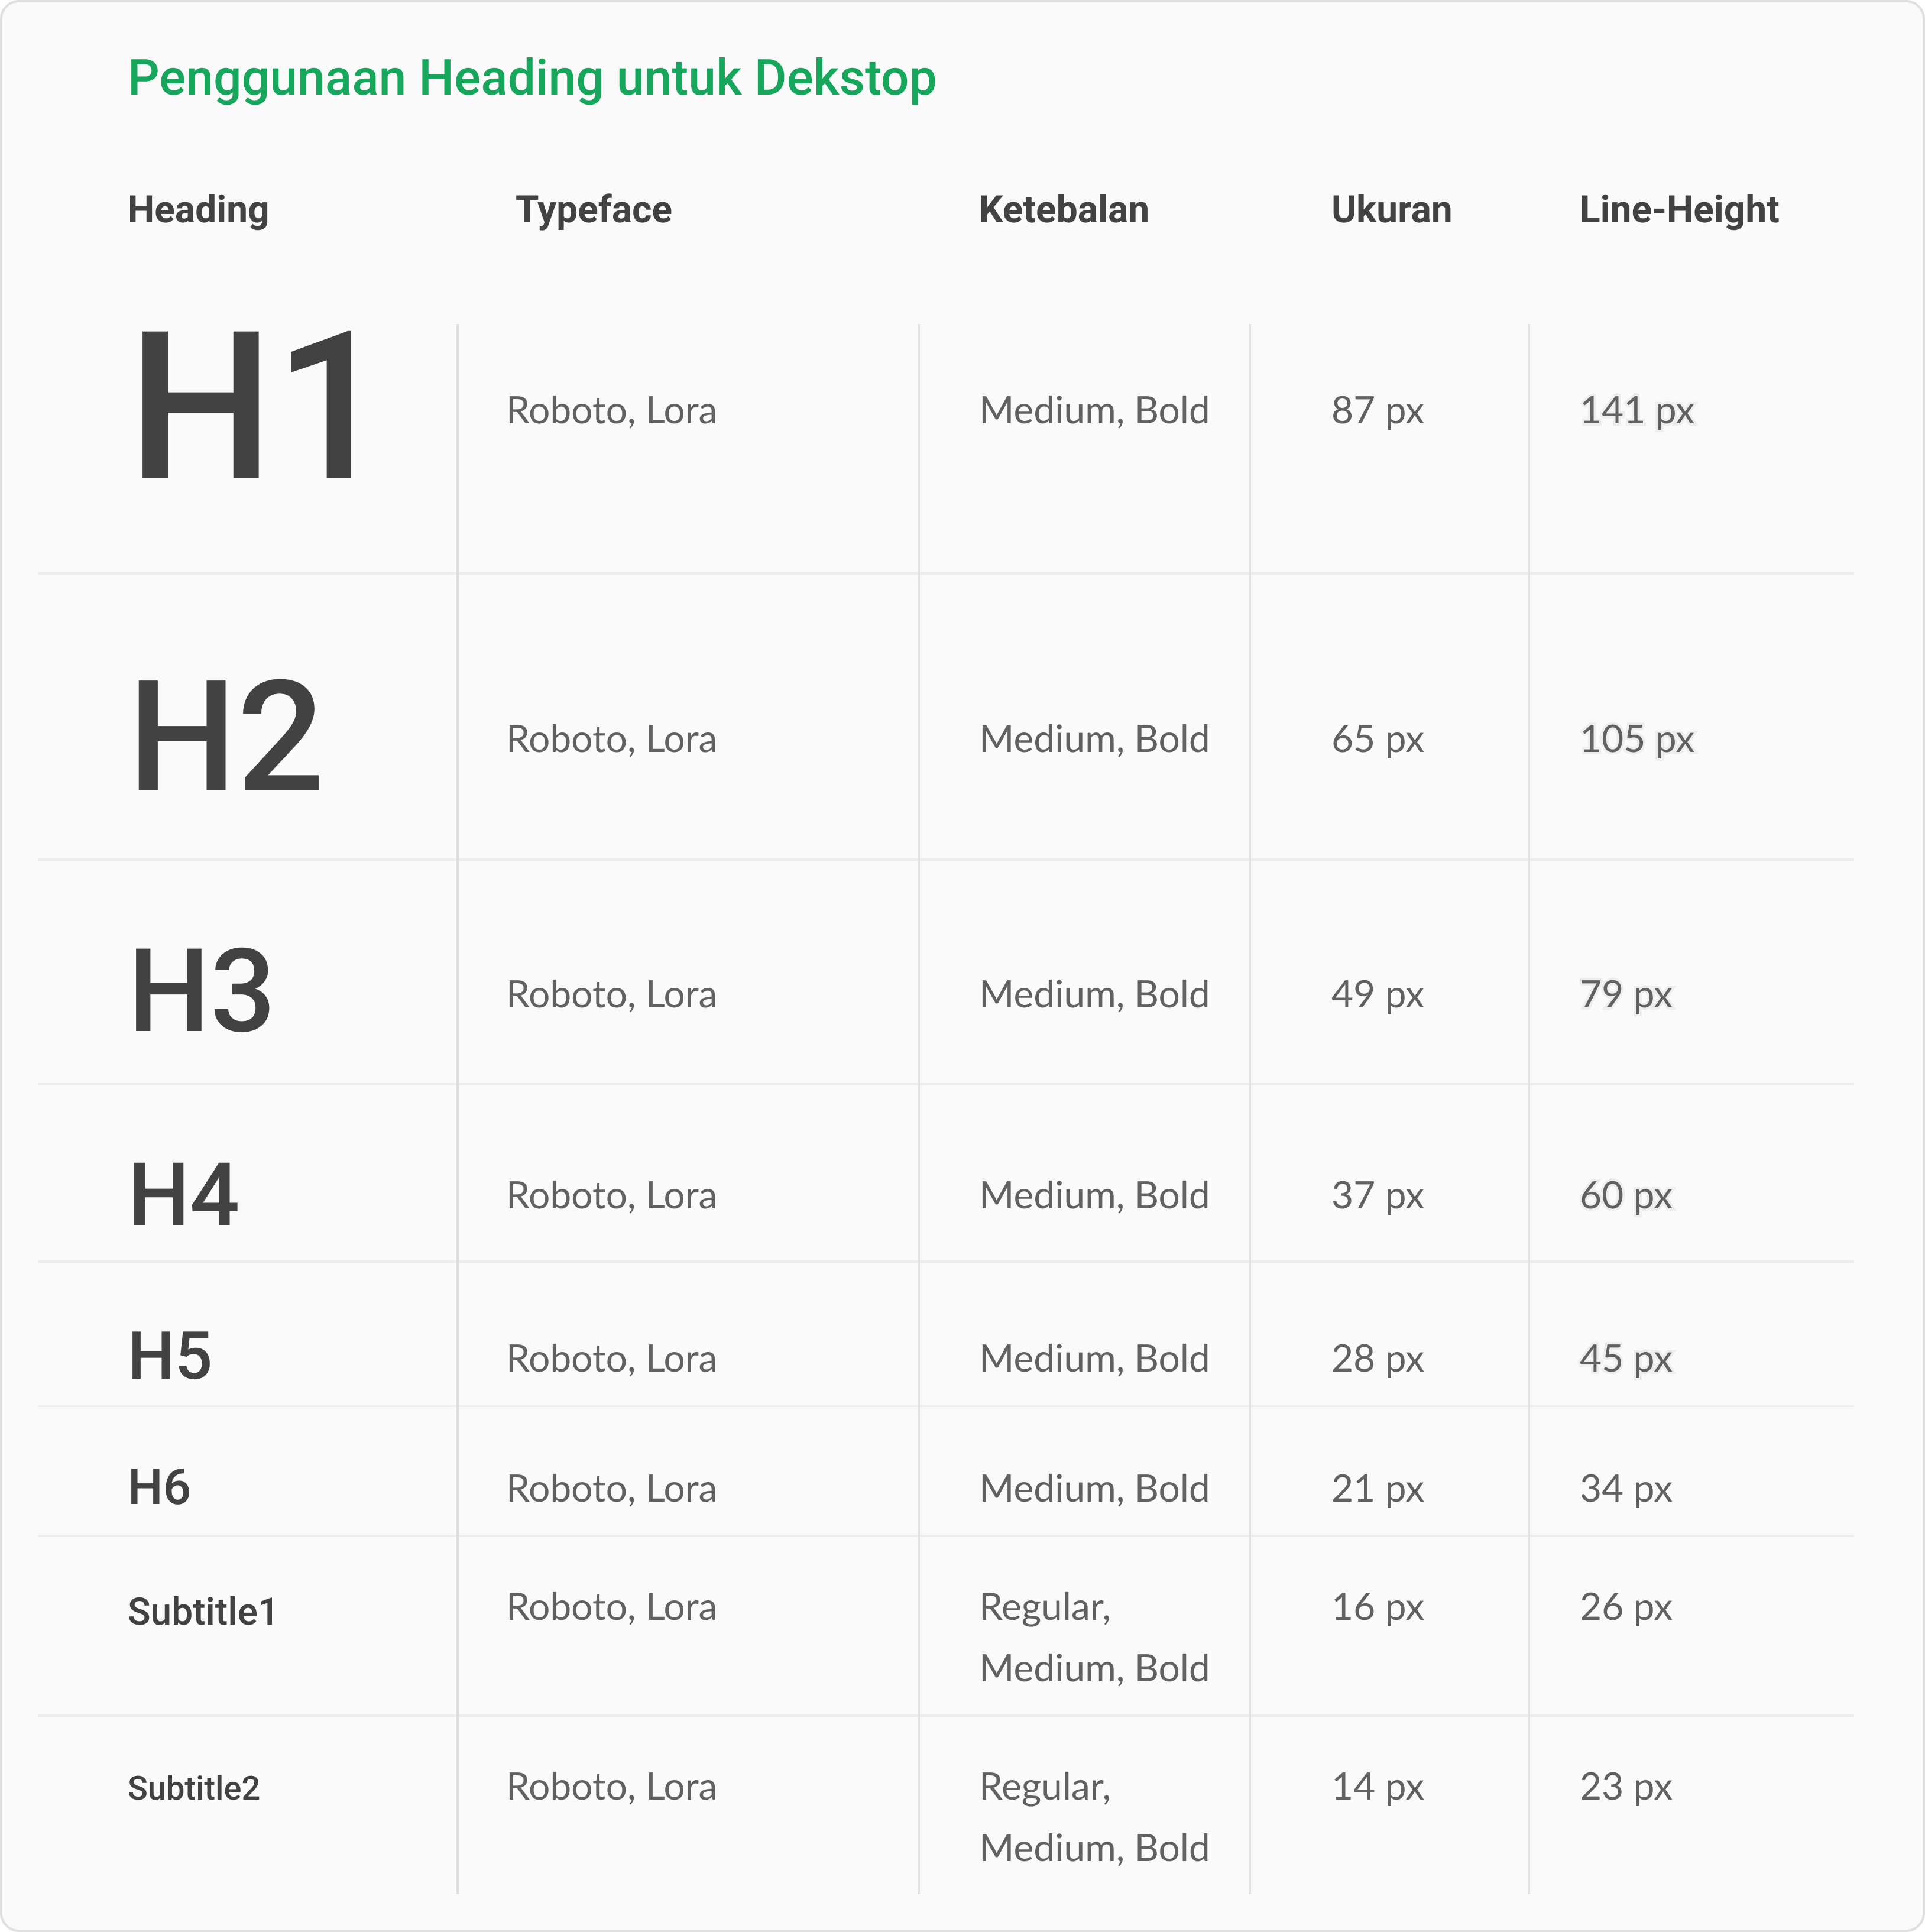 Penggunaan Heading untuk Dekstop
Heading Typeface Ketebalan Ukuran Line-Height
H1 Roboto, Lora Medium, Bold 87 px 141 px
H2 Roboto, Lora Medium, Bold 65 px 105 px
H3 Roboto, Lora Medium, Bold 49 px 79 px
H4 Roboto, Lora Medium, Bold 37 px 60 px
H5 Roboto, Lora Medium, Bold 28 px 45 px
H6 Roboto, Lora Medium, Bold 21 px 34 px
Subtitle1 Roboto, Lora Regular, 16 px 26 px
Medium, Bold
Subtitle2 Roboto, Lora Regular, 14 px 23 px
Medium, Bold